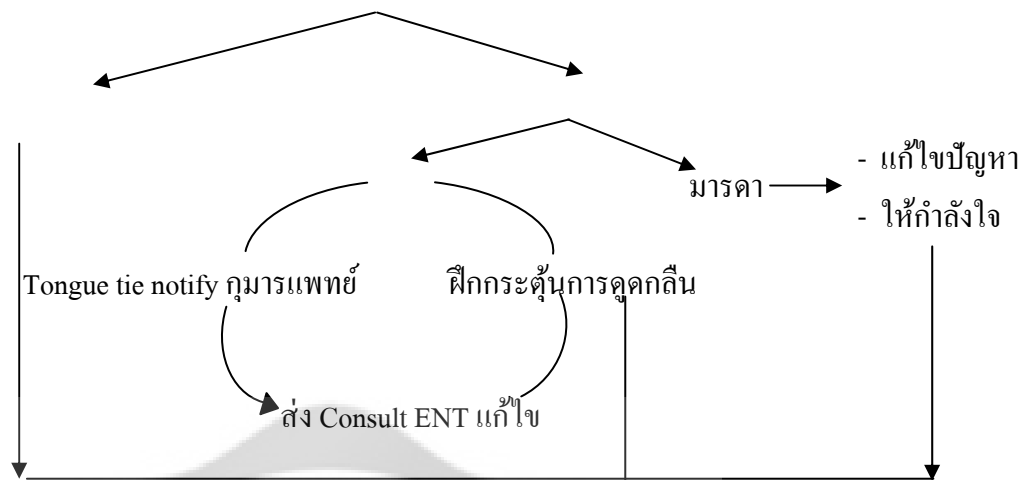 - แก้ไขปัญหา
มารดา
- ให้กำลังใจ
Tongue tie notify กุมารแพทย์
ฝึกกระตุ้นการดูดกลืน
ส่ง Consult ENT แก้ไข